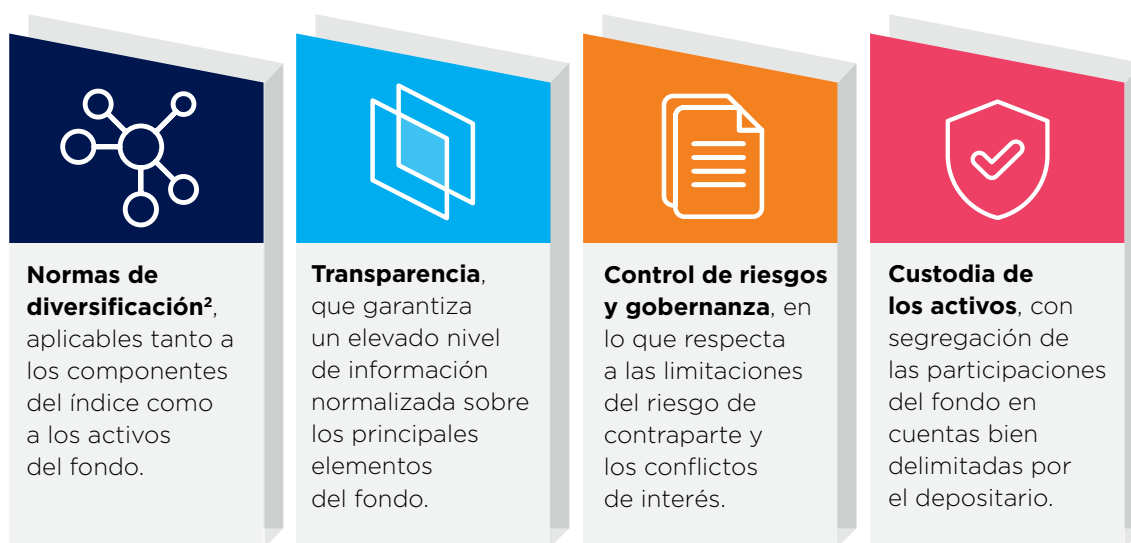 Normas de
diversificación²,
aplicables tanto a
los componentes
del índice como
a los activos
del fondo.
Transparencia,
que garantiza
un elevado nivel
de información
normalizada sobre
los principales
elementos
del fondo.
Control de riesgos
y gobernanza, en
lo que respecta
a las limitaciones
del riesgo de
contraparte y
los conflictos
de interés.
Custodia de
los activos, con
segregación de
las participaciones
del fondo en
cuentas bien
delimitadas por
el depositario.